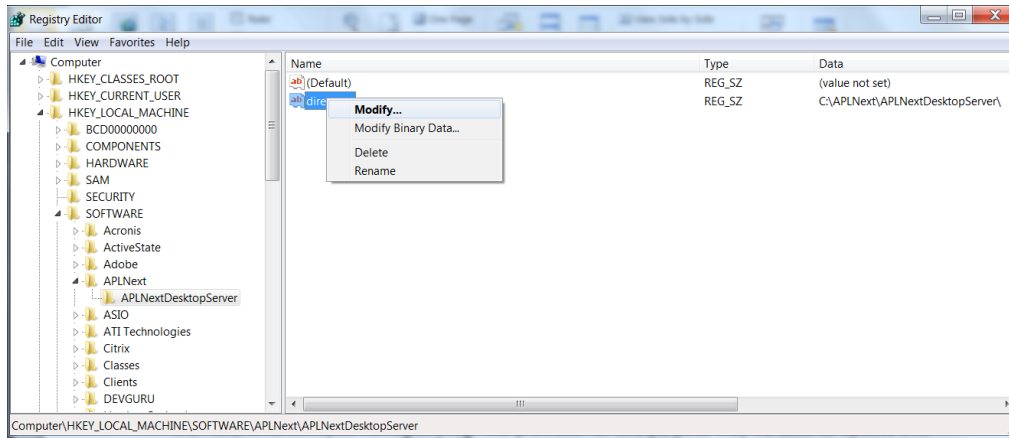 Registry Editor
File Edit View Favorites Help
Computer
HKEY_CLASSES_ROOT
HKEY_CURRENT_USER
HKEY_LOCAL_MACHINE
BCD00000000
COMPONENTS
HARDWARE
SAM
SECURITY
SOFTWARE
Acronis
ActiveState
Adobe
APLNext
APLNextDesktopServer
ASIO
ATI Technologies
Citrix
Classes
Clients
DEVGURU
Name Type Data
(Default) REG_SZ (value not set)
dire REG_SZ C:\APLNext\APLNextDesktopServer\
Modify...
Modify Binary Data...
Delete
Rename
Computer\HKEY_LOCAL_MACHINE\SOFTWARE\APLNext\APLNextDesktopServer